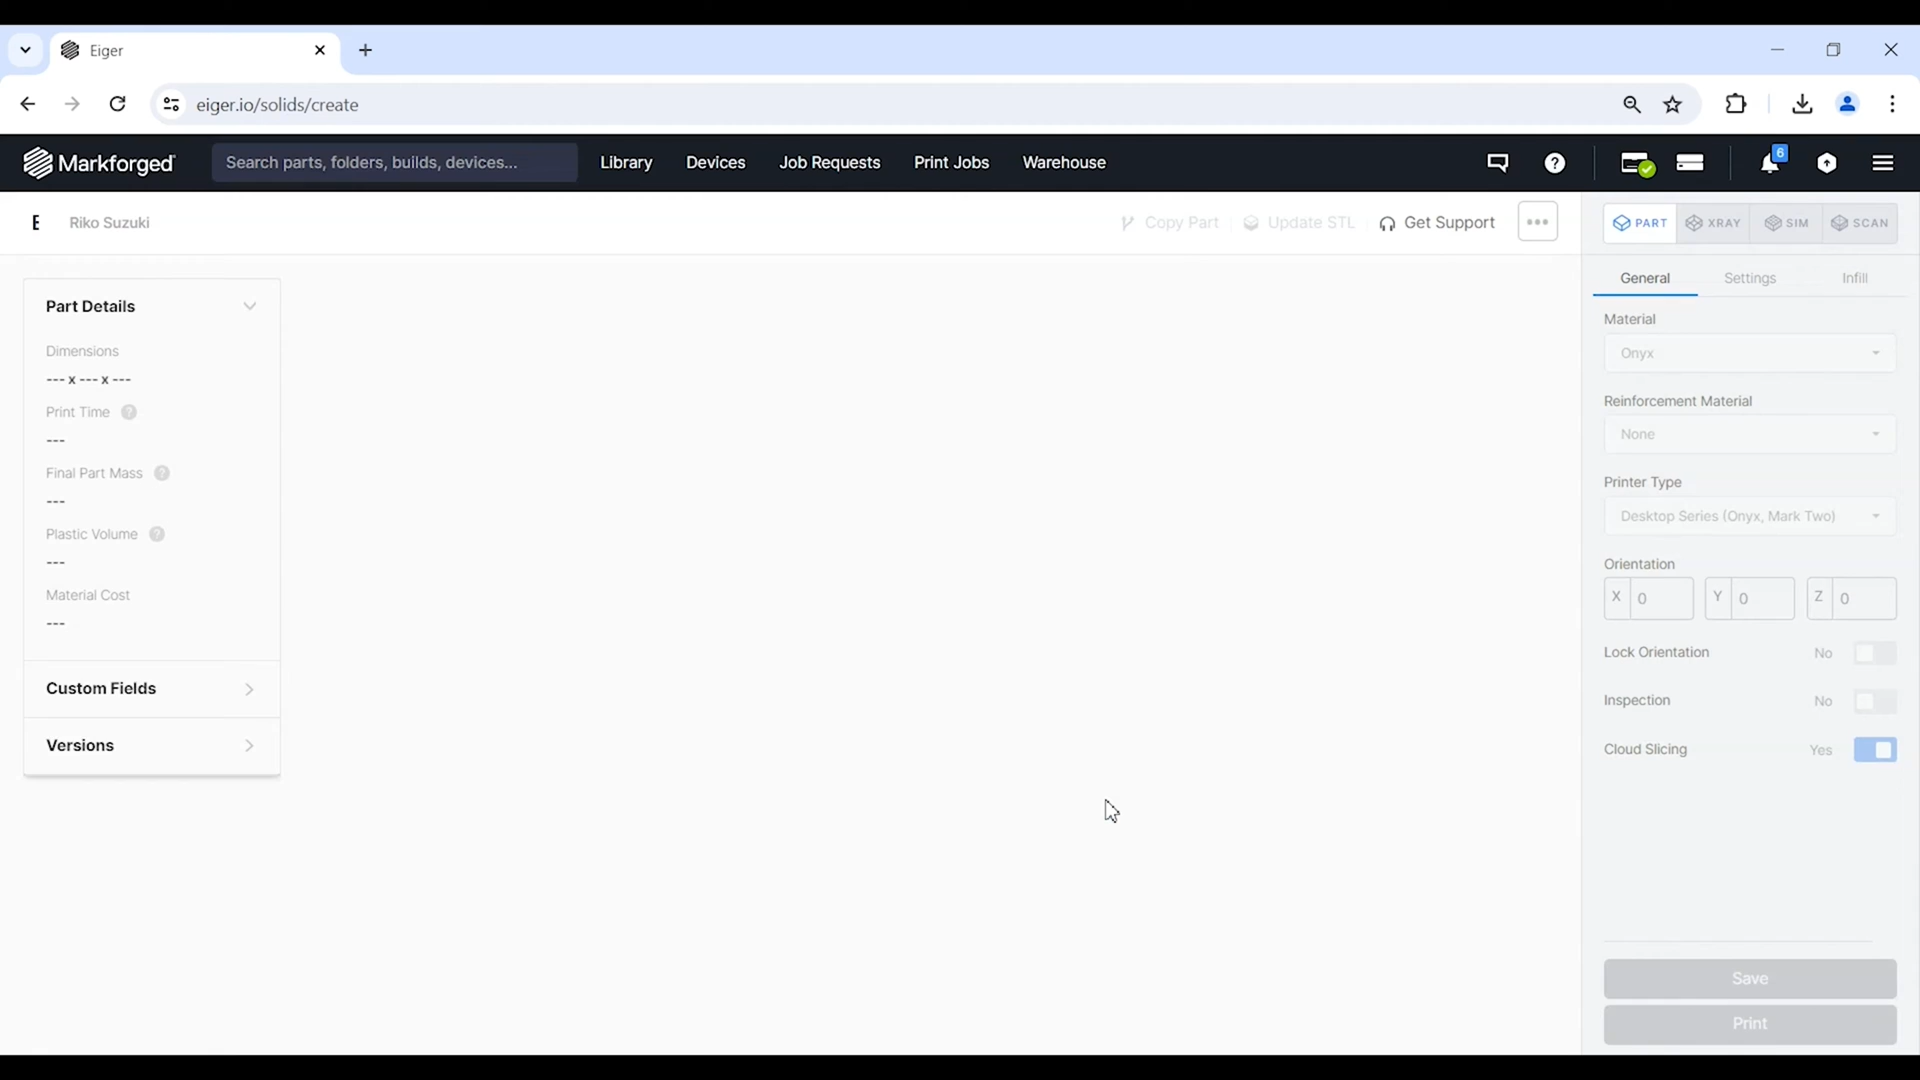 Eiger
eiger.io/solids/create
Markforged
Search parts, folders, builds, devices...
Library
Devices
Job Requests
Print Jobs
Warehouse
6
E
Riko Suzuki
Copy Part
Update STL
Get Support
PART
XRAY
SIM
SCAN
Part Details
Dimensions
--- x --- x ---
Print Time
---
Final Part Mass
---
Plastic Volume
---
Material Cost
---
Custom Fields
Versions
General
Settings
Infill
Material
Onyx
Reinforcement Material
None
Printer Type
Desktop Series (Onyx, Mark Two)
Orientation
X 0 Y 0 Z 0
Lock Orientation No
Inspection No
Cloud Slicing Yes
Save
Print